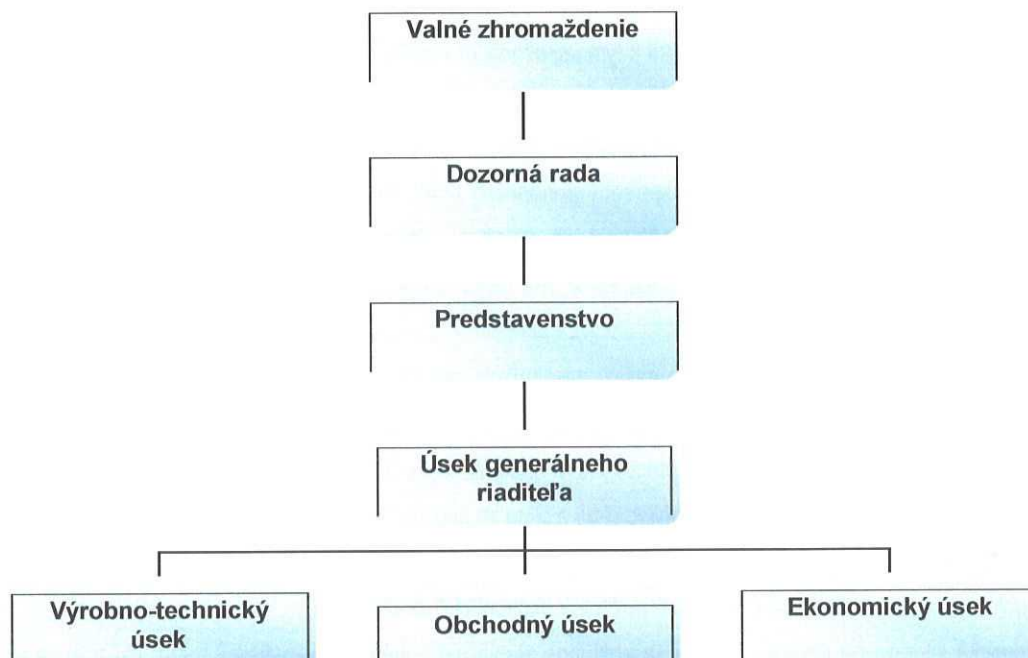 Valné zhromaždenie
Dozorná rada
Predstavenstvo
Úsek generálneho
riaditeľa
Výrobno-technický
úsek
Obchodný úsek
Ekonomický úsek